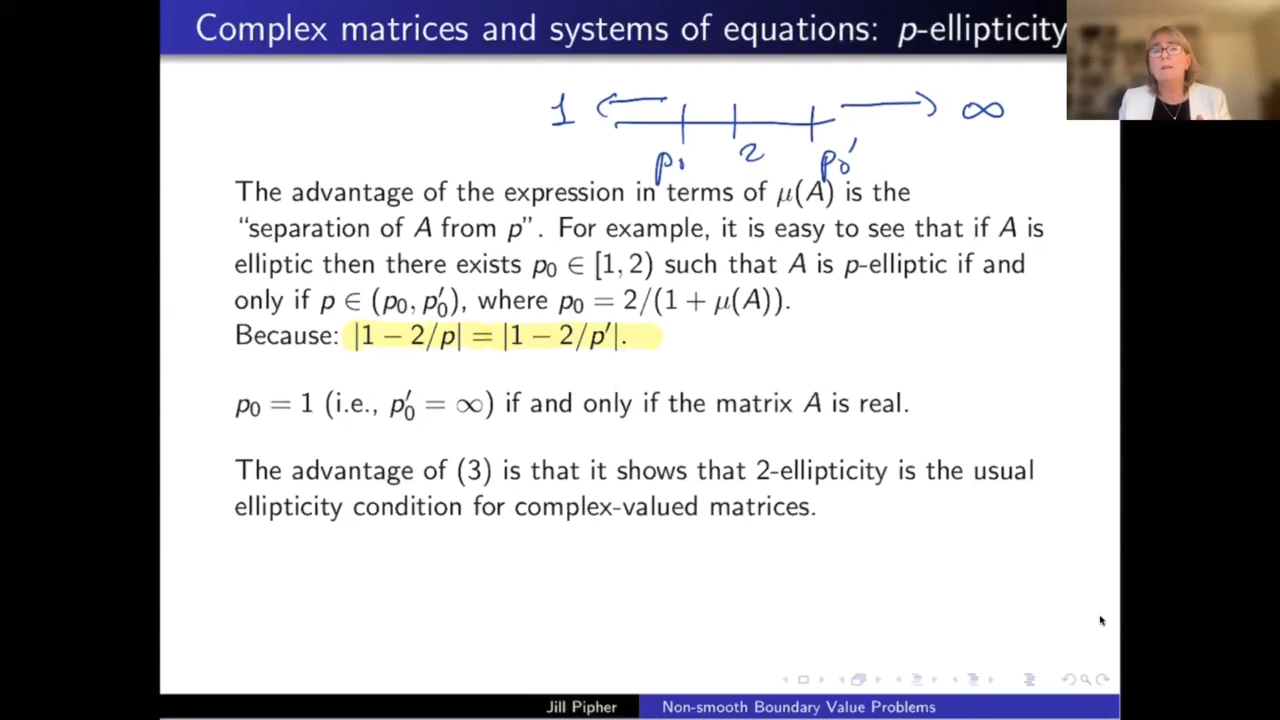 Complex matrices and systems of equations: p-ellipticity
1 ∞
p₀ 2 p₀′
The advantage of the expression in terms of μ(A) is the
“separation of A from p”. For example, it is easy to see that if A is
elliptic then there exists p₀ ∈ [1, 2) such that A is p-elliptic if and
only if p ∈ (p₀, p₀′), where p₀ = 2/(1 + μ(A)).
Because: |1 − 2/p| = |1 − 2/p′|.
p₀ = 1 (i.e., p₀′ = ∞) if and only if the matrix A is real.
The advantage of (3) is that it shows that 2-ellipticity is the usual
ellipticity condition for complex-valued matrices.
Jill Pipher Non-smooth Boundary Value Problems